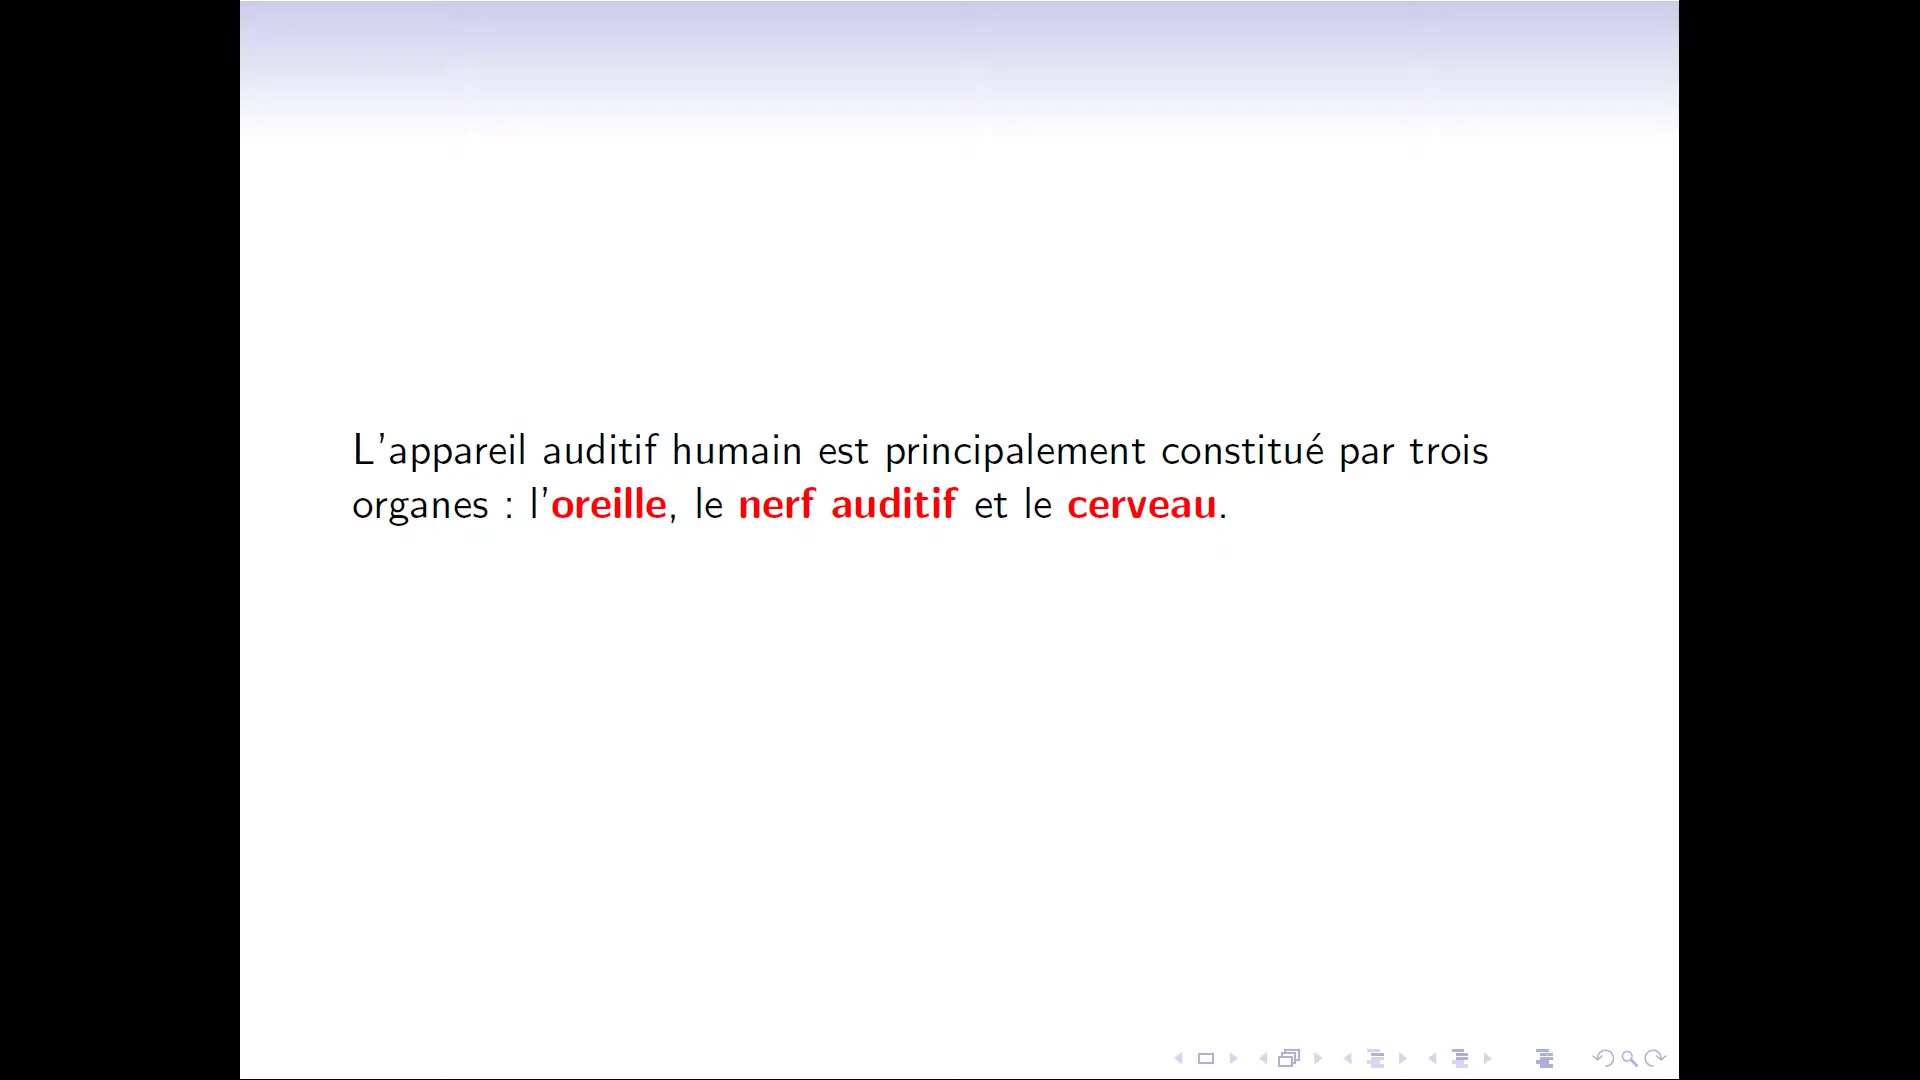 L'appareil auditif humain est principalement constitué par trois
organes : l'oreille, le nerf auditif et le cerveau.